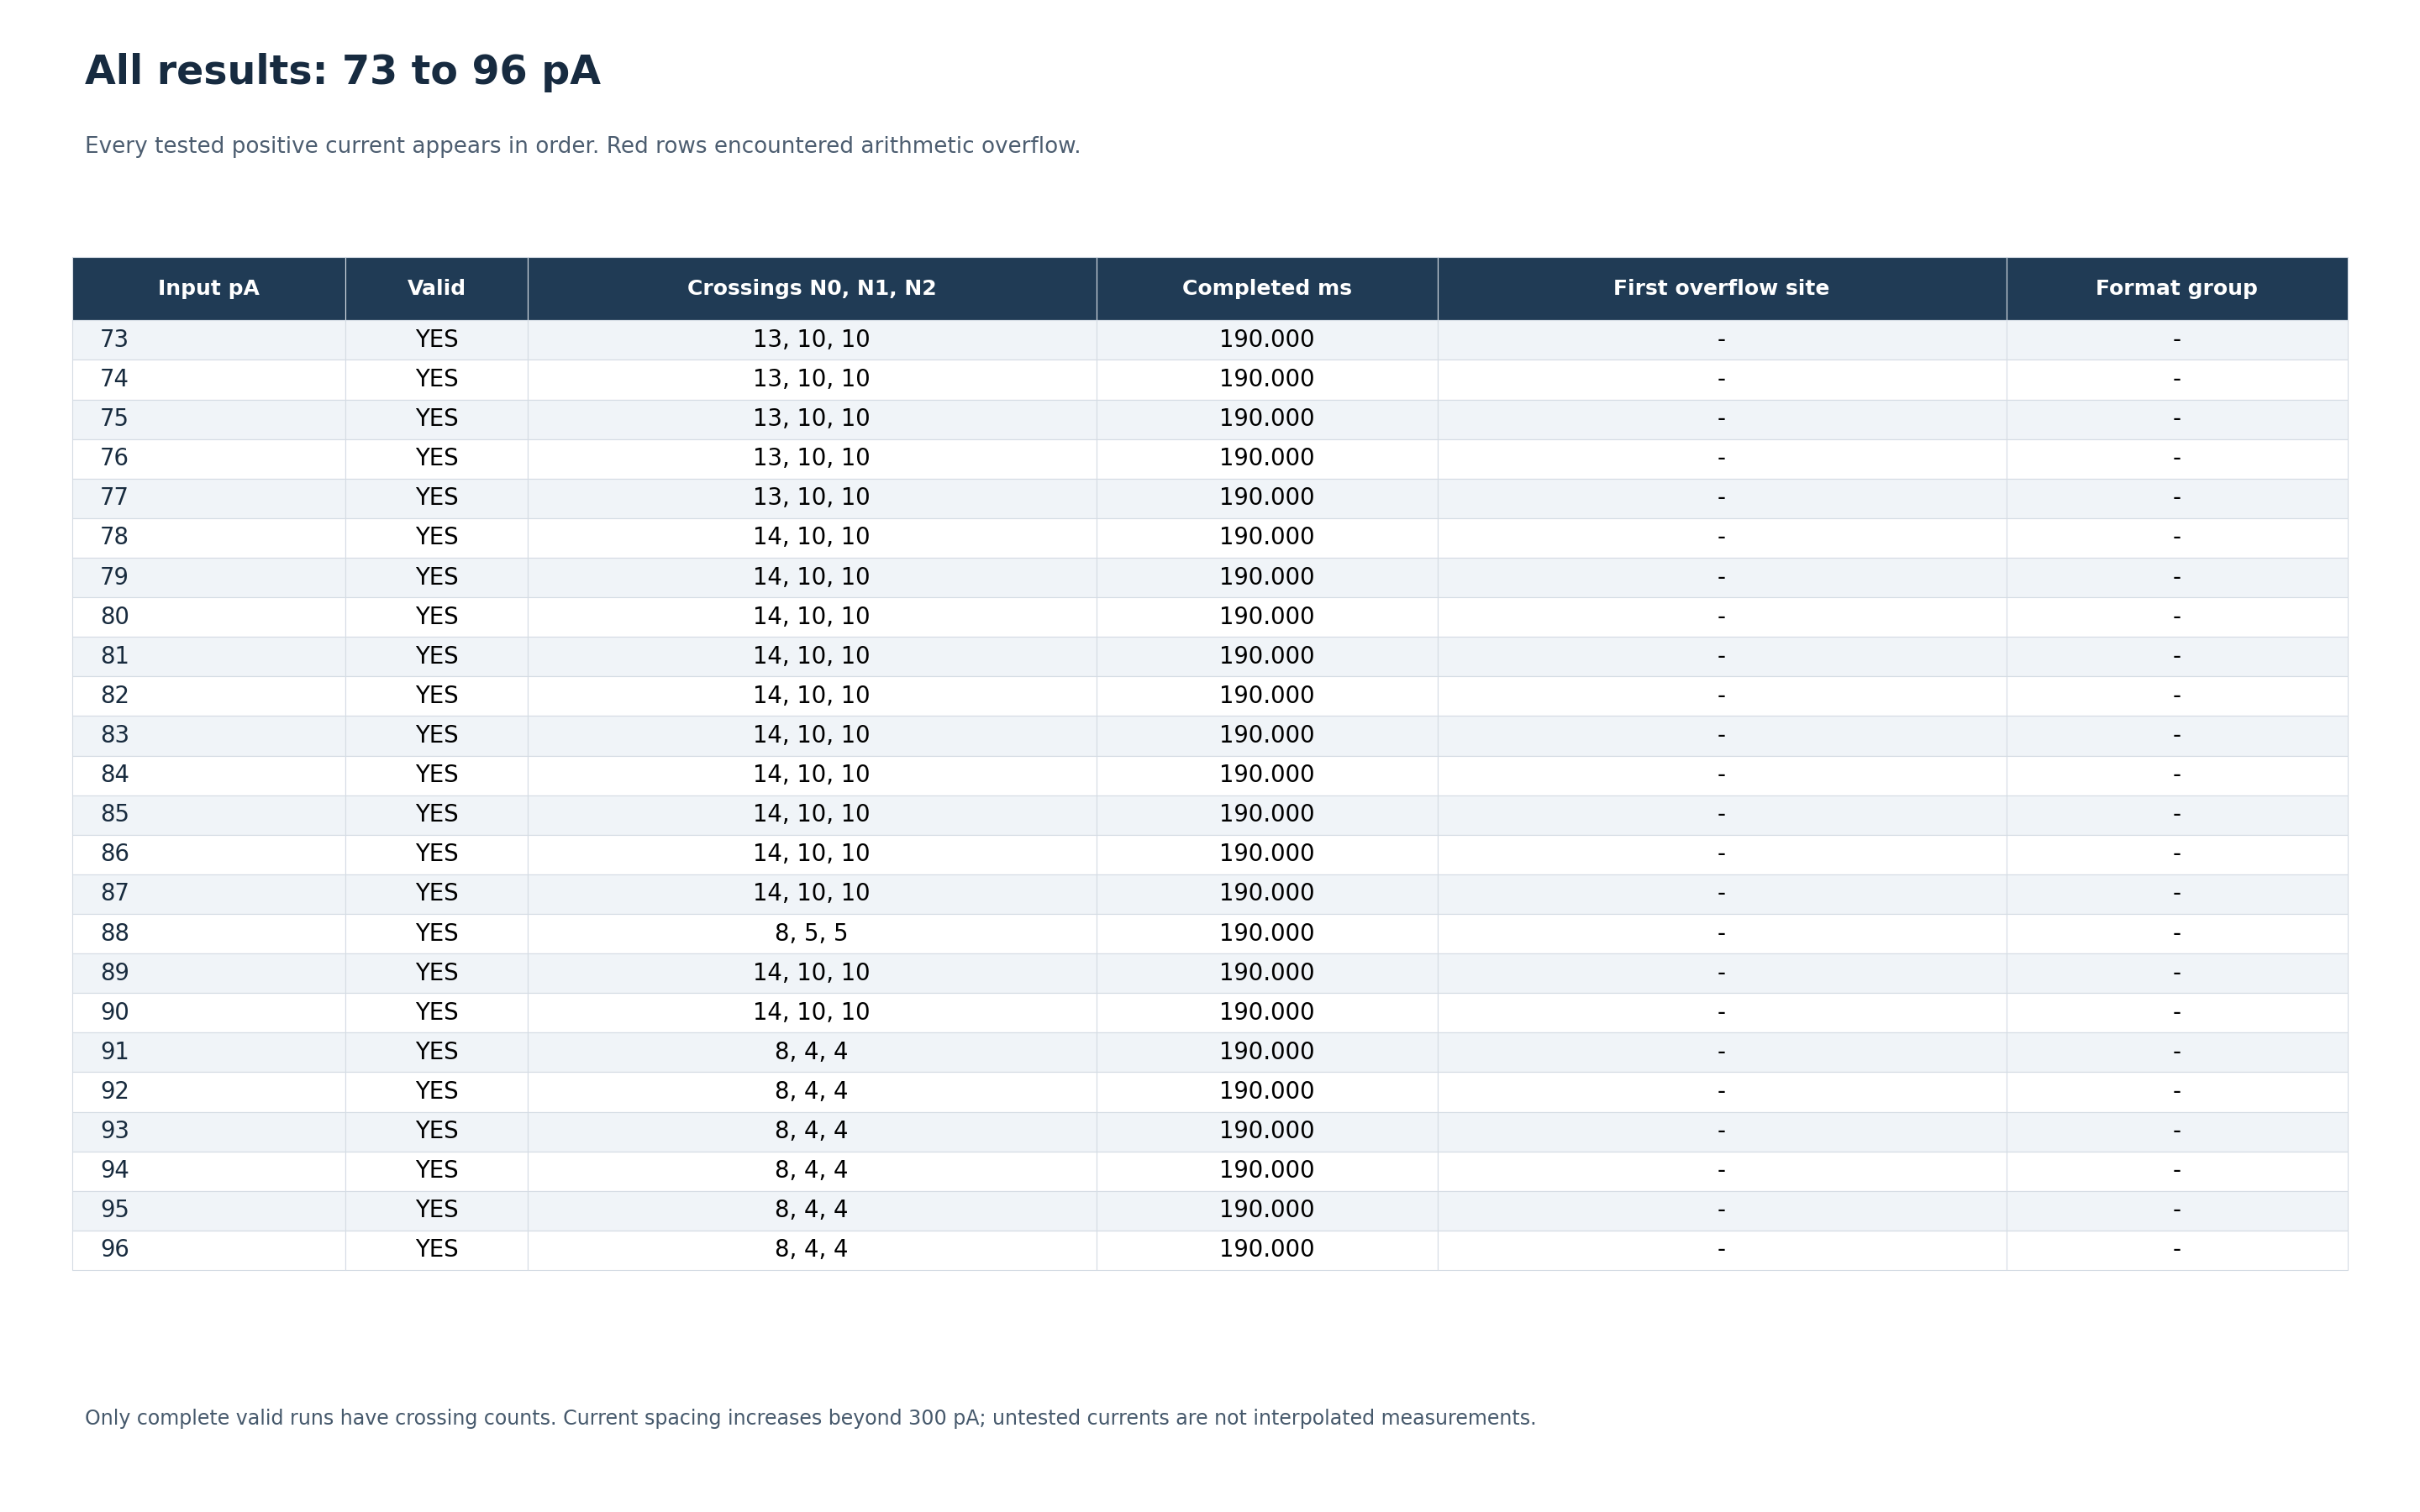 All results: 73 to 96 pA
Every tested positive current appears in order. Red rows encountered arithmetic overflow.
Input pA Valid Crossings N0, N1, N2 Completed ms First overflow site Format group
73 YES 13, 10, 10 190.000 - -
74 YES 13, 10, 10 190.000 - -
75 YES 13, 10, 10 190.000 - -
76 YES 13, 10, 10 190.000 - -
77 YES 13, 10, 10 190.000 - -
78 YES 14, 10, 10 190.000 - -
79 YES 14, 10, 10 190.000 - -
80 YES 14, 10, 10 190.000 - -
81 YES 14, 10, 10 190.000 - -
82 YES 14, 10, 10 190.000 - -
83 YES 14, 10, 10 190.000 - -
84 YES 14, 10, 10 190.000 - -
85 YES 14, 10, 10 190.000 - -
86 YES 14, 10, 10 190.000 - -
87 YES 14, 10, 10 190.000 - -
88 YES 8, 5, 5 190.000 - -
89 YES 14, 10, 10 190.000 - -
90 YES 14, 10, 10 190.000 - -
91 YES 8, 4, 4 190.000 - -
92 YES 8, 4, 4 190.000 - -
93 YES 8, 4, 4 190.000 - -
94 YES 8, 4, 4 190.000 - -
95 YES 8, 4, 4 190.000 - -
96 YES 8, 4, 4 190.000 - -
Only complete valid runs have crossing counts. Current spacing increases beyond 300 pA; untested currents are not interpolated measurements.